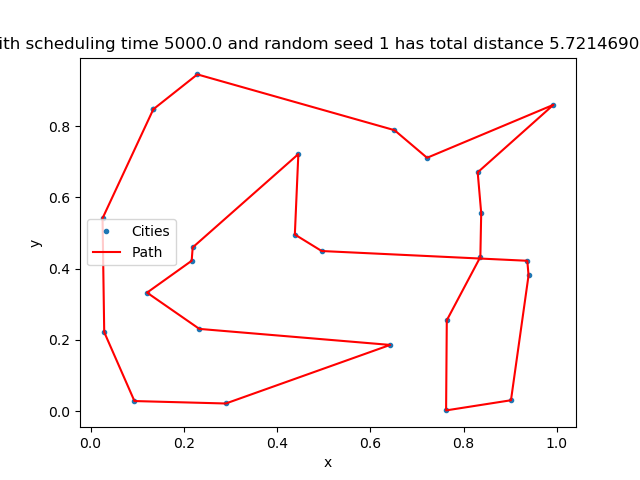 ith scheduling time 5000.0 and random seed 1 has total distance 5.7214690
y
0.8
0.6
0.4
0.2
0.0
Cities
Path
0.0 0.2 0.4 0.6 0.8 1.0
x